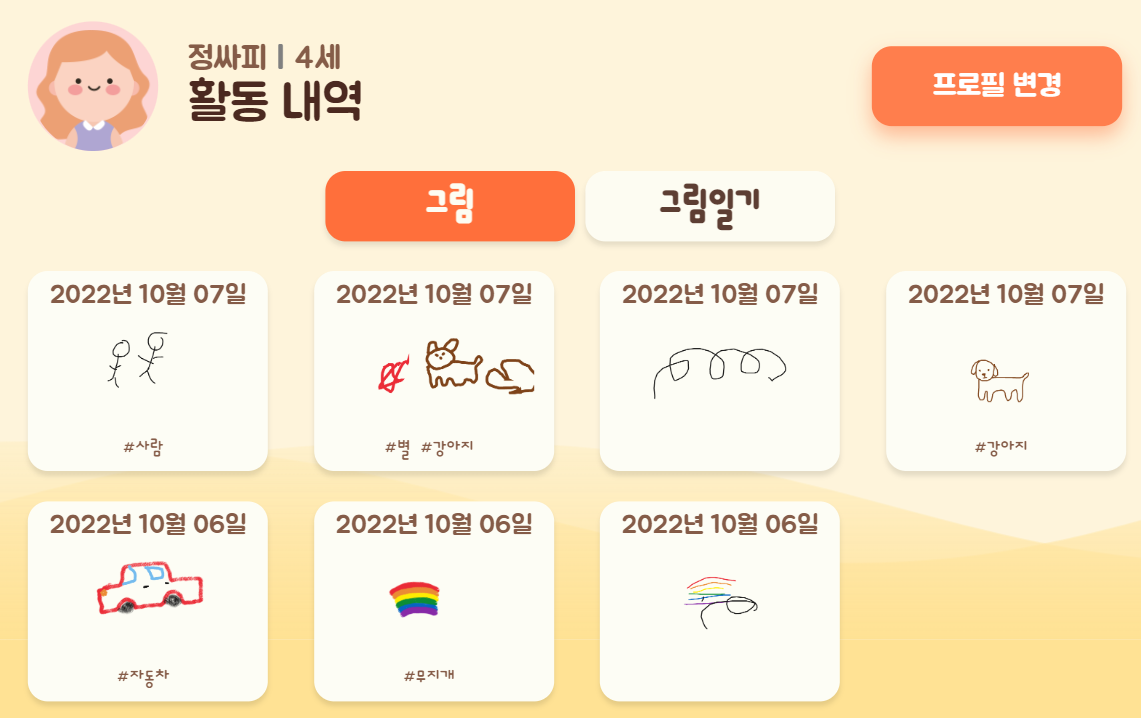 정싸피 | 4세
활동 내역
프로필 변경
그림
그림일기
2022년 10월 07일
#사람
2022년 10월 07일
#별 #강아지
2022년 10월 07일
2022년 10월 07일
#강아지
2022년 10월 06일
#자동차
2022년 10월 06일
#무지개
2022년 10월 06일